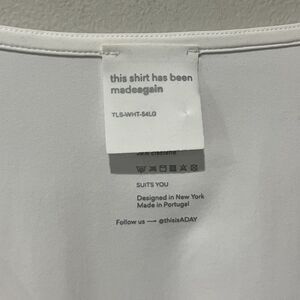 this shirt has been
madeagain
TLS-WHT-54LG
SUITS YOU
Designed in New York
Made in Portugal
Follow us ⟶ @thisisADAY